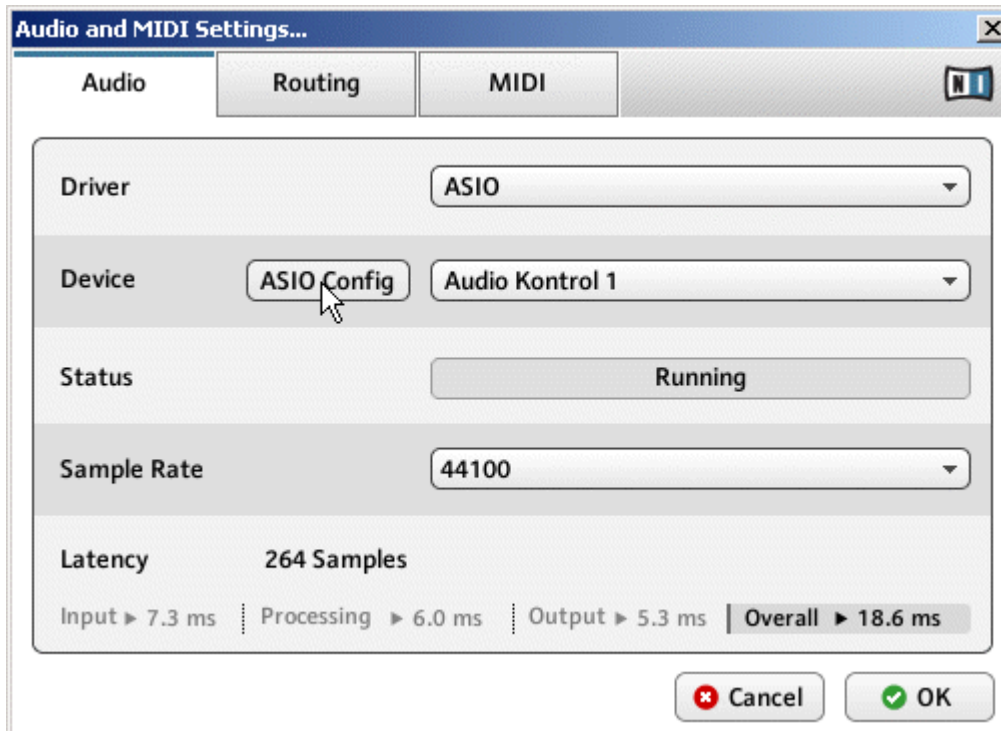 Audio and MIDI Settings...
Audio Routing MIDI NI
Driver ASIO
Device ASIO Config Audio Kontrol 1
Status Running
Sample Rate 44100
Latency 264 Samples
Input ► 7.3 ms Processing ► 6.0 ms Output ► 5.3 ms Overall ► 18.6 ms
Cancel OK